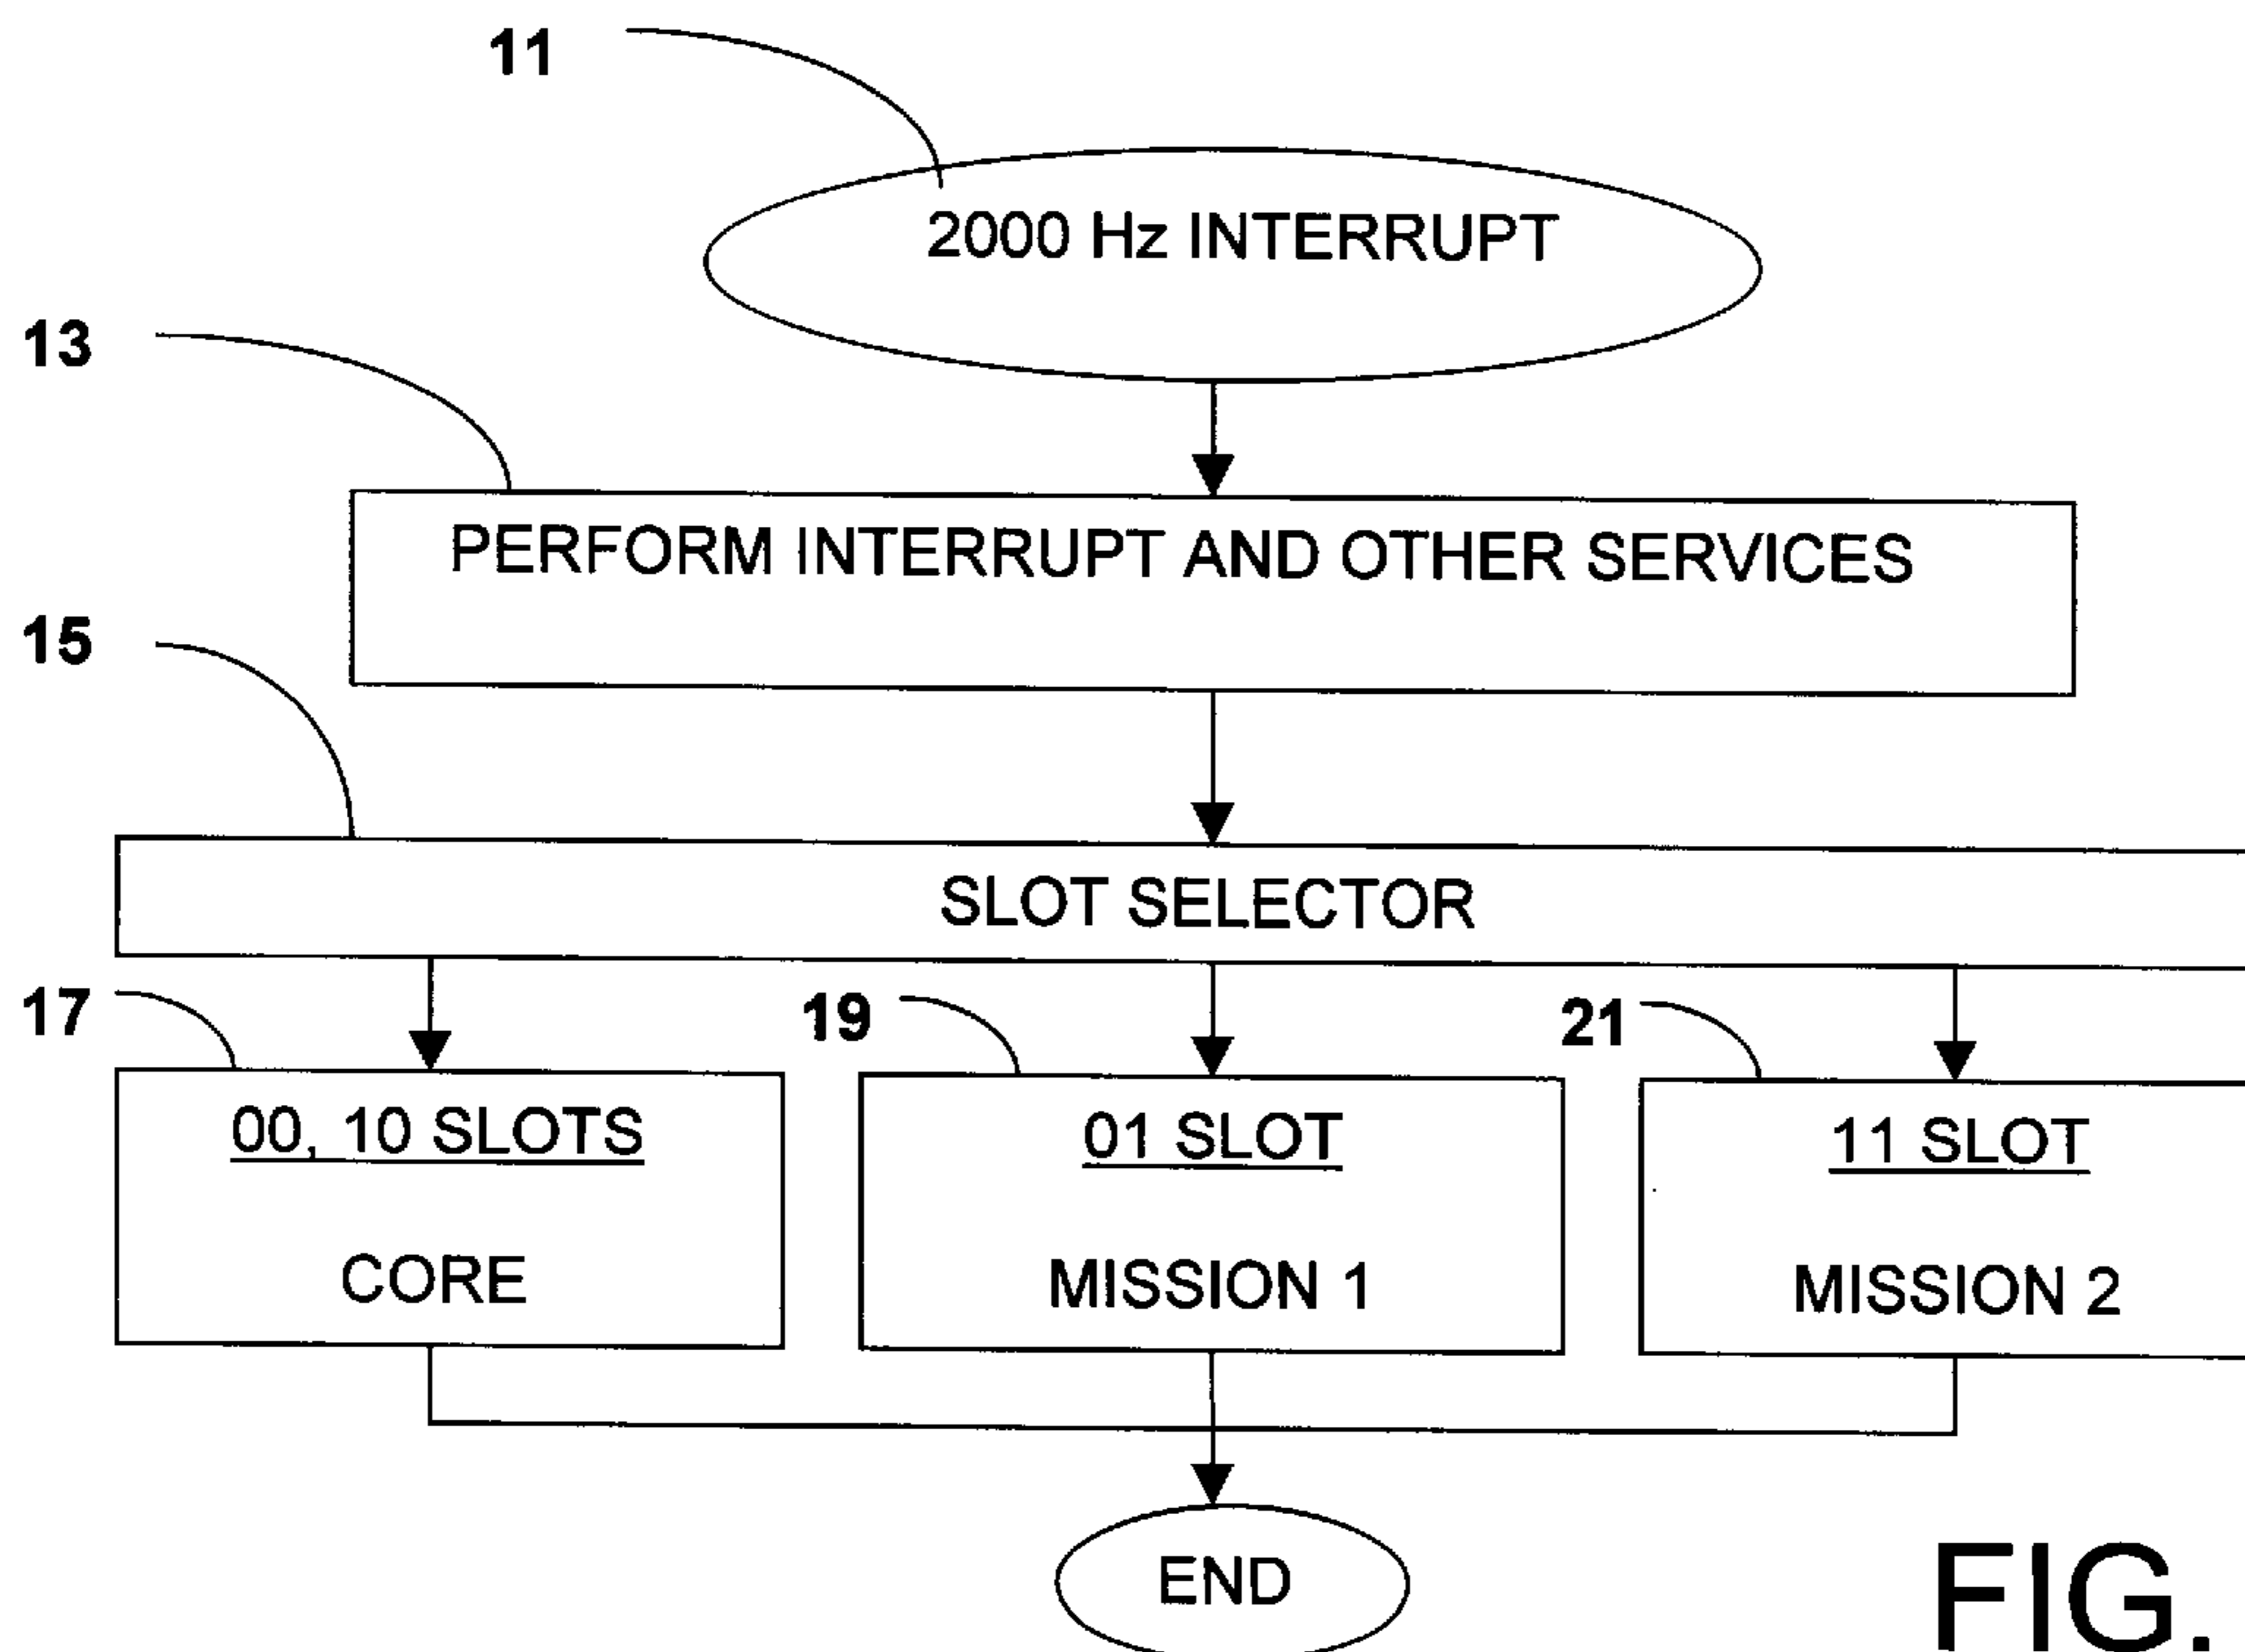 11
2000 Hz INTERRUPT
13
PERFORM INTERRUPT AND OTHER SERVICES
15
SLOT SELECTOR
17
19
21
00, 10 SLOTS
01 SLOT
11 SLOT
CORE
MISSION 1
MISSION 2
END
FIG.